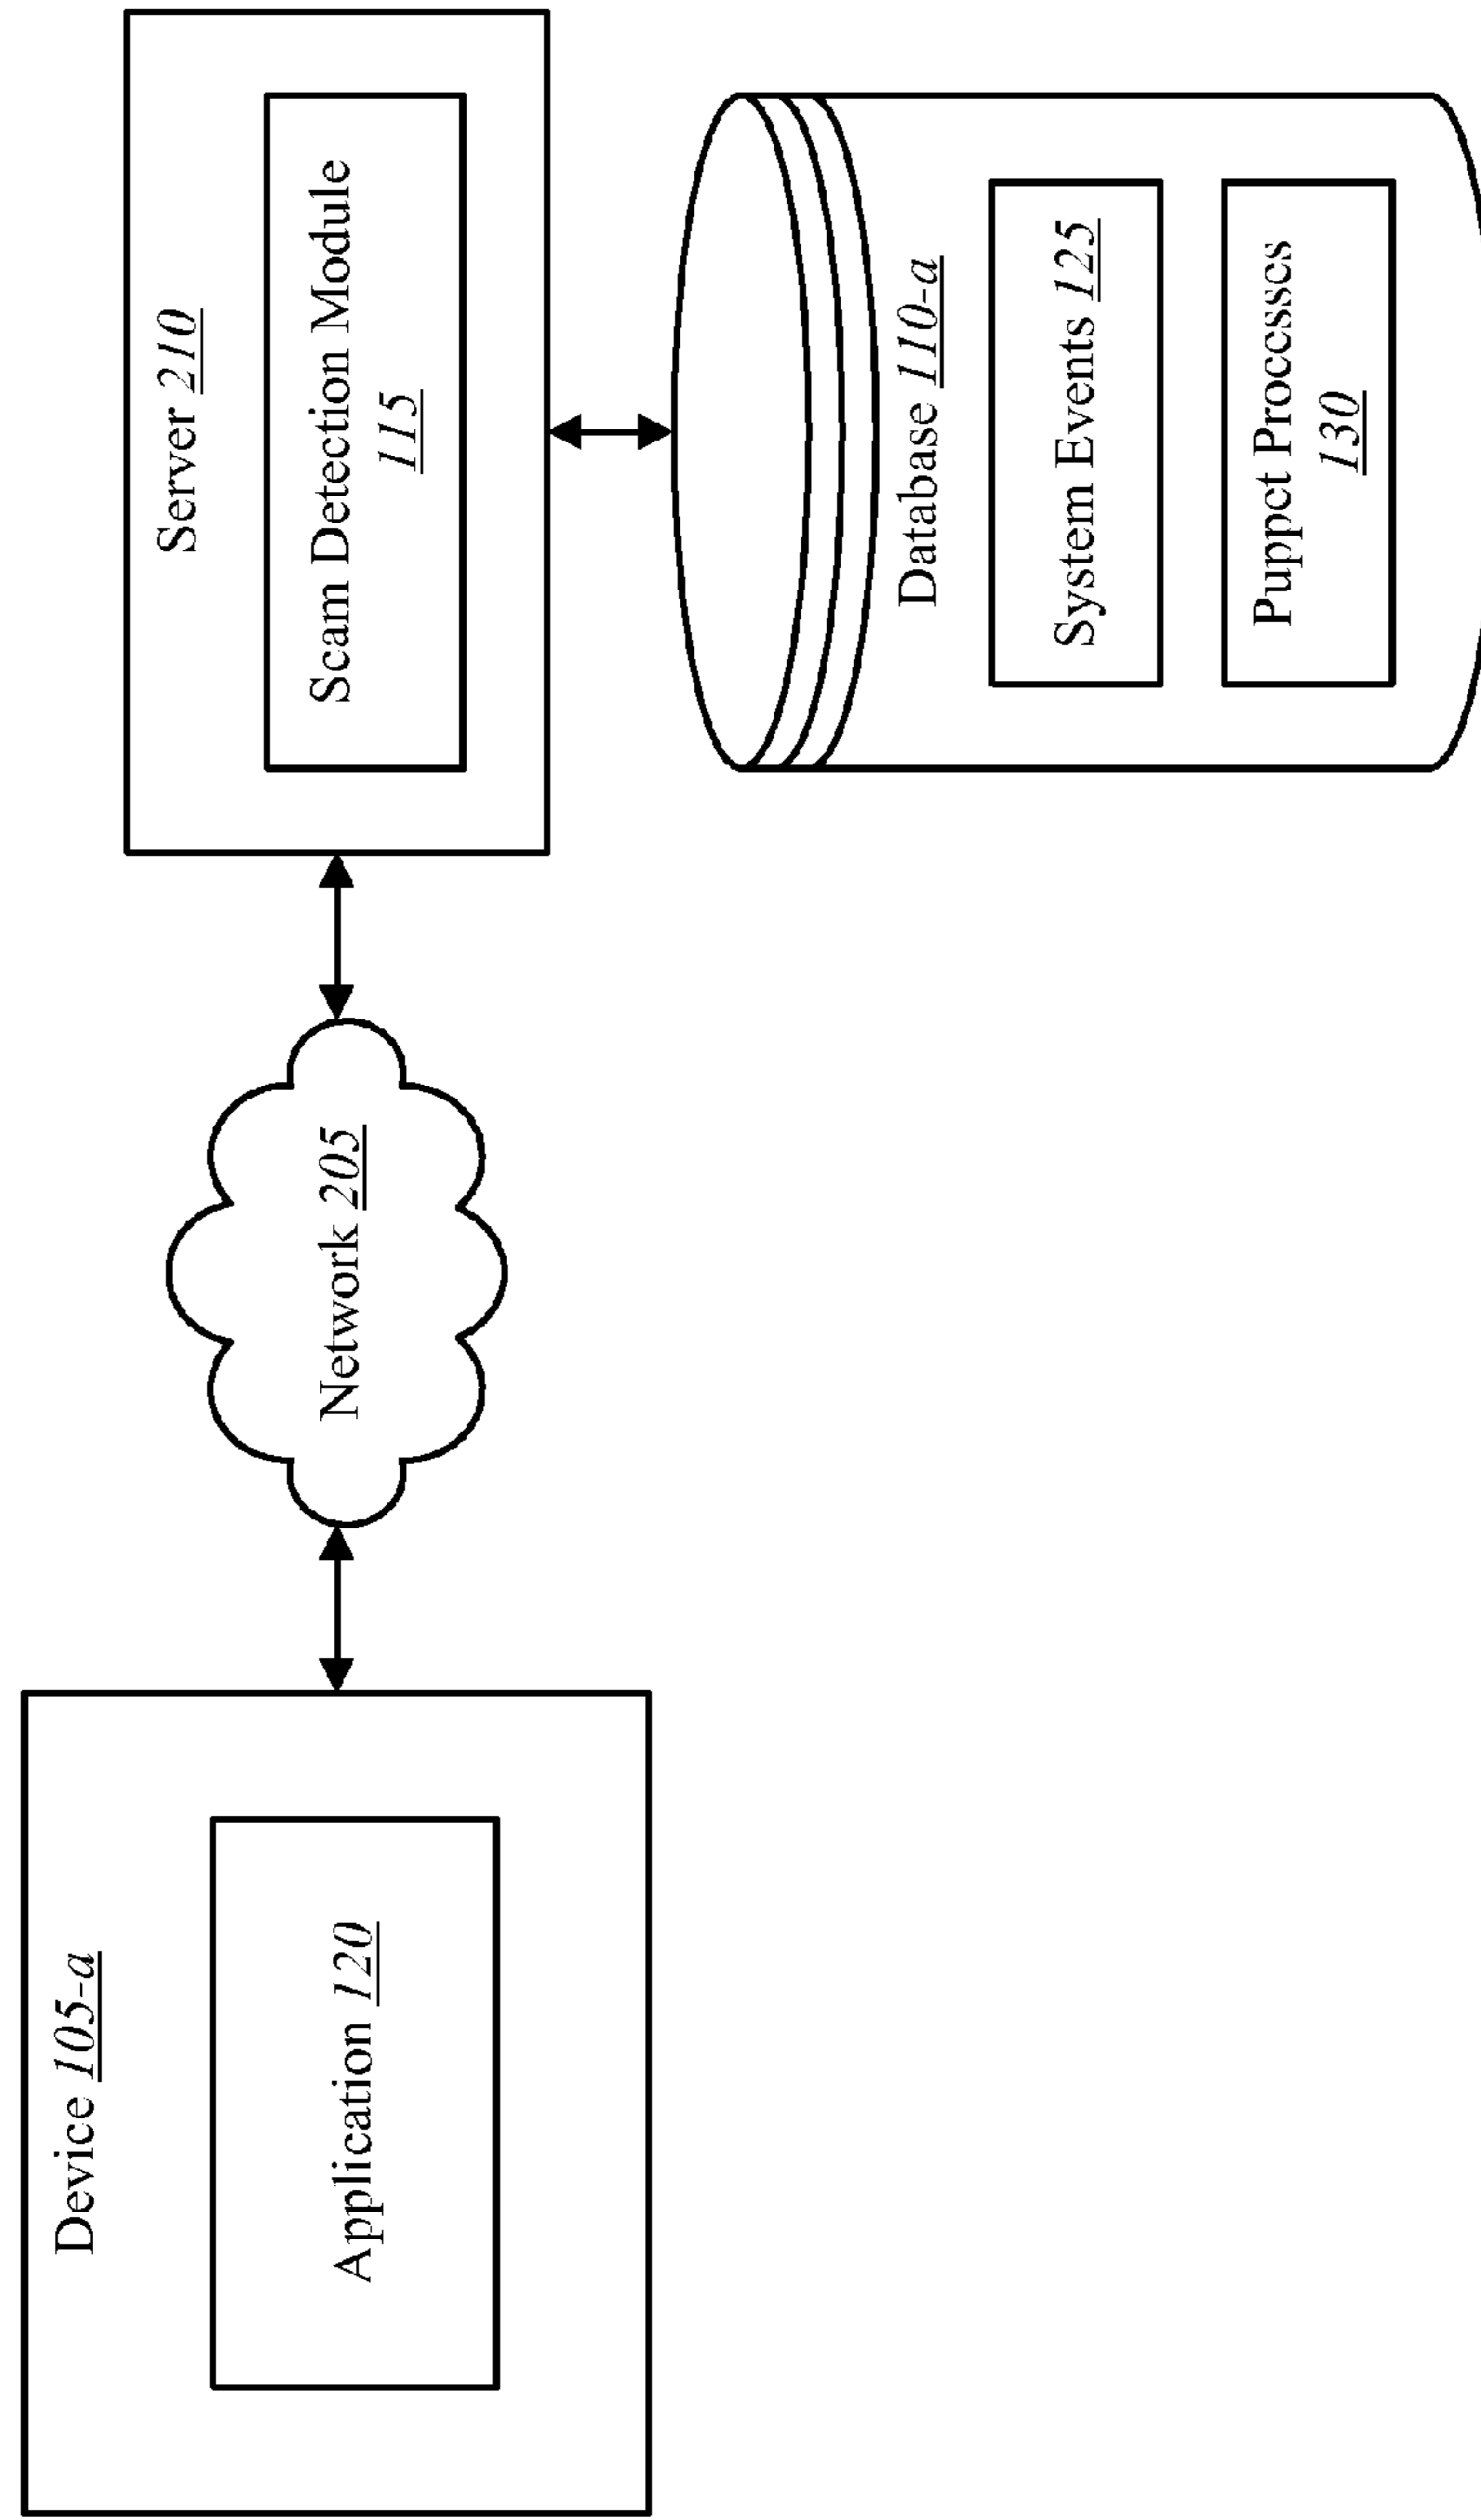 Device 105-a
Application 120
Network 205
Server 210
Scam Detection Module
115
Database 110-a
System Events 125
Puppet Processes
130